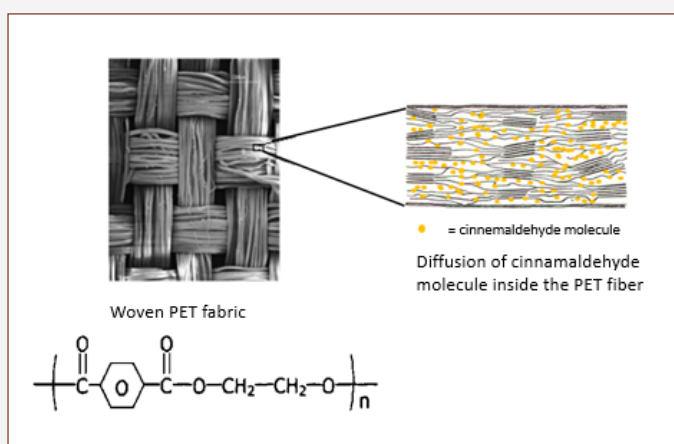 = cinnemaldehyde molecule
Diffusion of cinnamaldehyde
molecule inside the PET fiber
Woven PET fabric
O O
C O C-O-CH₂-CH₂-O n